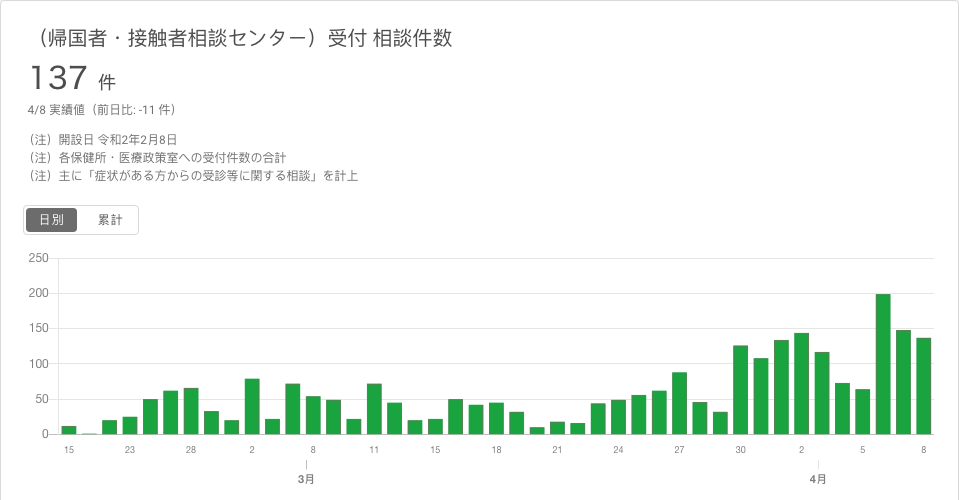 （帰国者・接触者相談センター）受付 相談件数
137 件
4/8 実績値（前日比: -11 件）
（注）開設日 令和2年2月8日
（注）各保健所・医療政策室への受付件数の合計
（注）主に「症状がある方からの受診等に関する相談」を計上
日別 累計
250
200
150
100
50
0
15 23 28 2 8 11 15 18 21 24 27 30 2 5 8
3月 4月